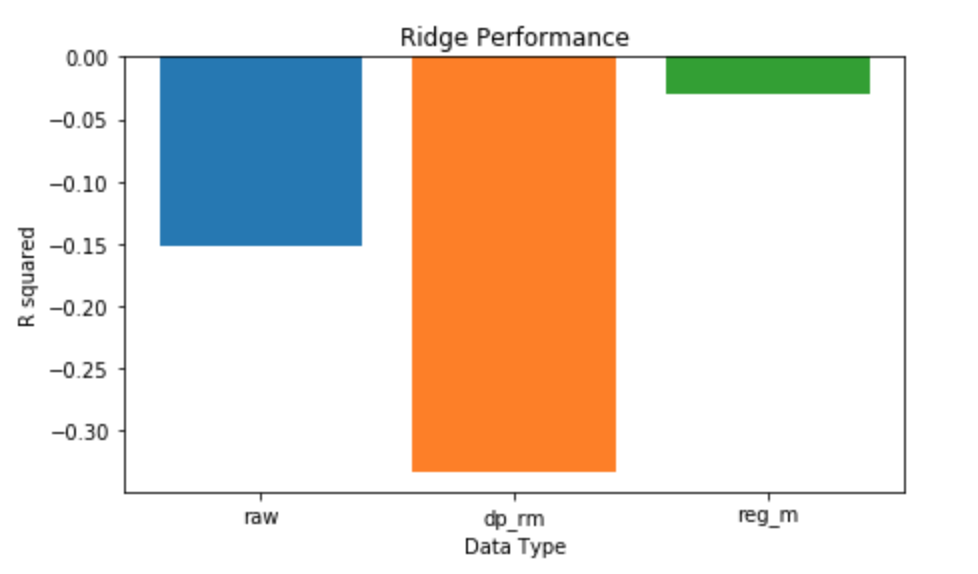 Ridge Performance
0.00
−0.05
−0.10
−0.15
−0.20
−0.25
−0.30
R squared
raw
dp_rm
reg_m
Data Type